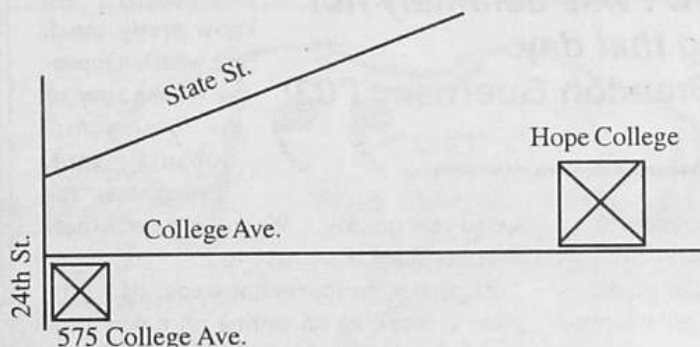 State St.
Hope College
College Ave.
24th St.
575 College Ave.